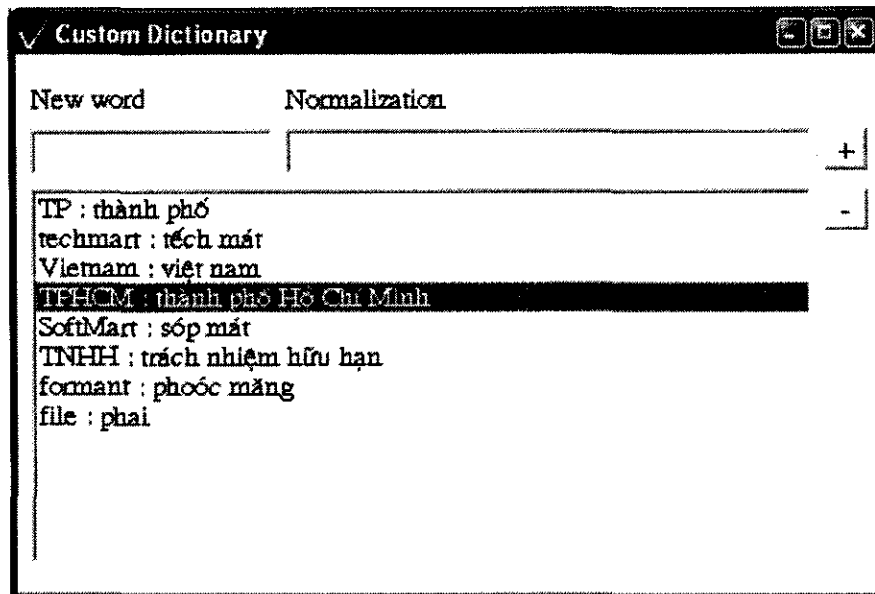 Custom Dictionary
New word Normalization
+
-
TP : thành phố
techmart : tếch mát
Vietnam : việt nam
TPHCM : thành phố Hồ Chí Minh
SoftMart : sóp mát
TNHH : trách nhiệm hữu hạn
formant : phoóc măng
file : phai